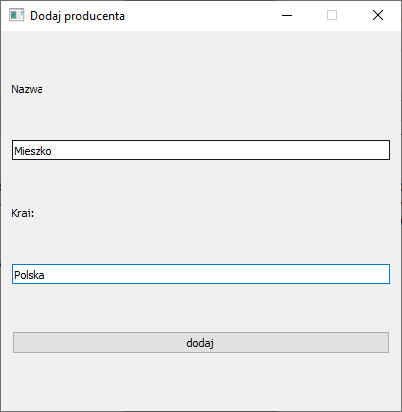 Dodaj producenta
Nazwa
Mieszko
Kraj:
Polska
dodaj